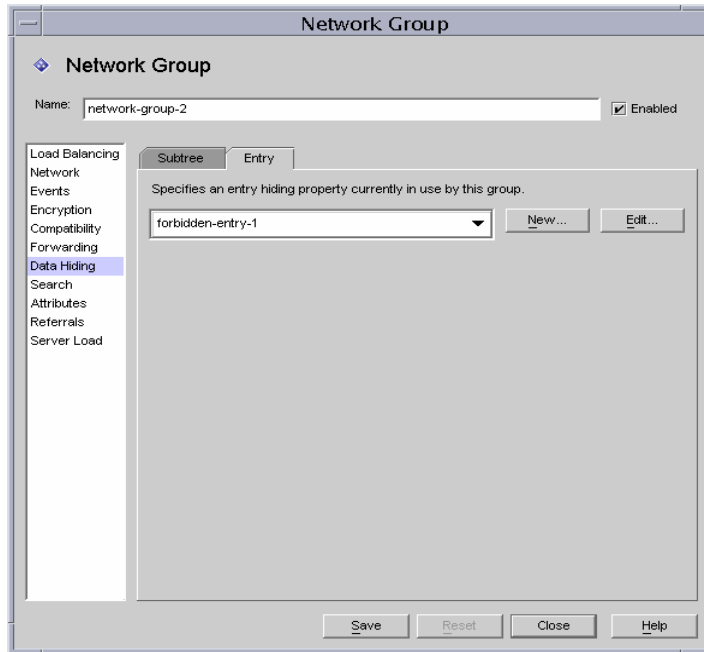 Network Group
Network Group
Name: network-group-2 Enabled
Load Balancing
Network
Events
Encryption
Compatibility
Forwarding
Data Hiding
Search
Attributes
Referrals
Server Load
Subtree Entry
Specifies an entry hiding property currently in use by this group.
forbidden-entry-1 New... Edit...
Save Reset Close Help